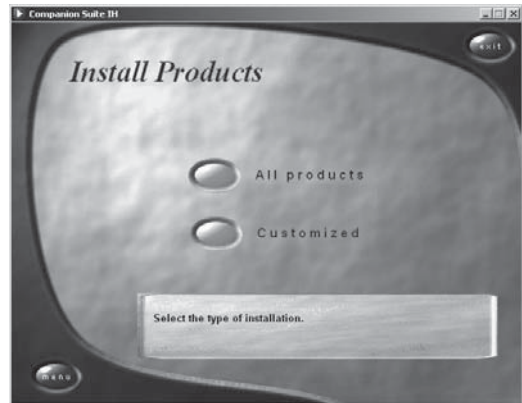 Companion Suite IH
exit
Install Products
All products
Customized
Select the type of installation.
menu